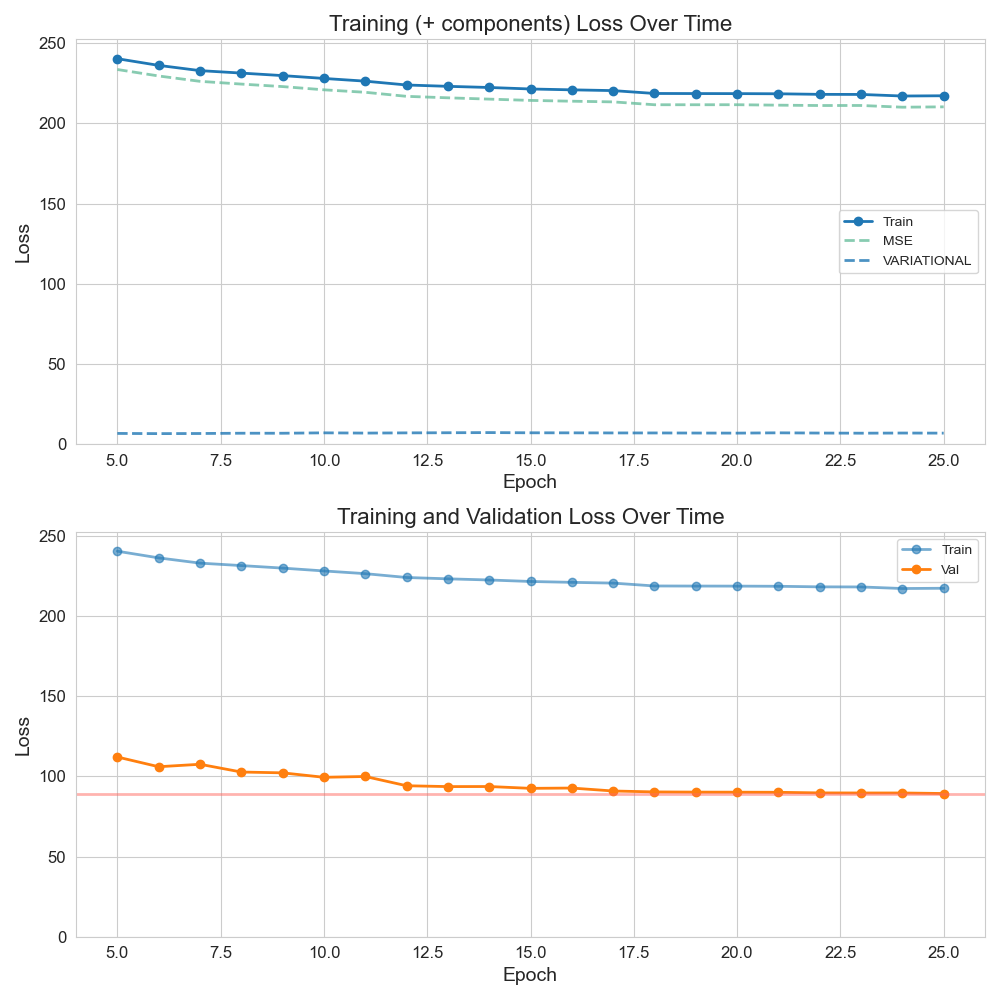 Training (+ components) Loss Over Time
250
200
150
100
50
0
Loss
Train
MSE
VARIATIONAL
5.0 7.5 10.0 12.5 15.0 17.5 20.0 22.5 25.0
Epoch
Training and Validation Loss Over Time
250
200
150
100
50
0
Loss
Train
Val
5.0 7.5 10.0 12.5 15.0 17.5 20.0 22.5 25.0
Epoch